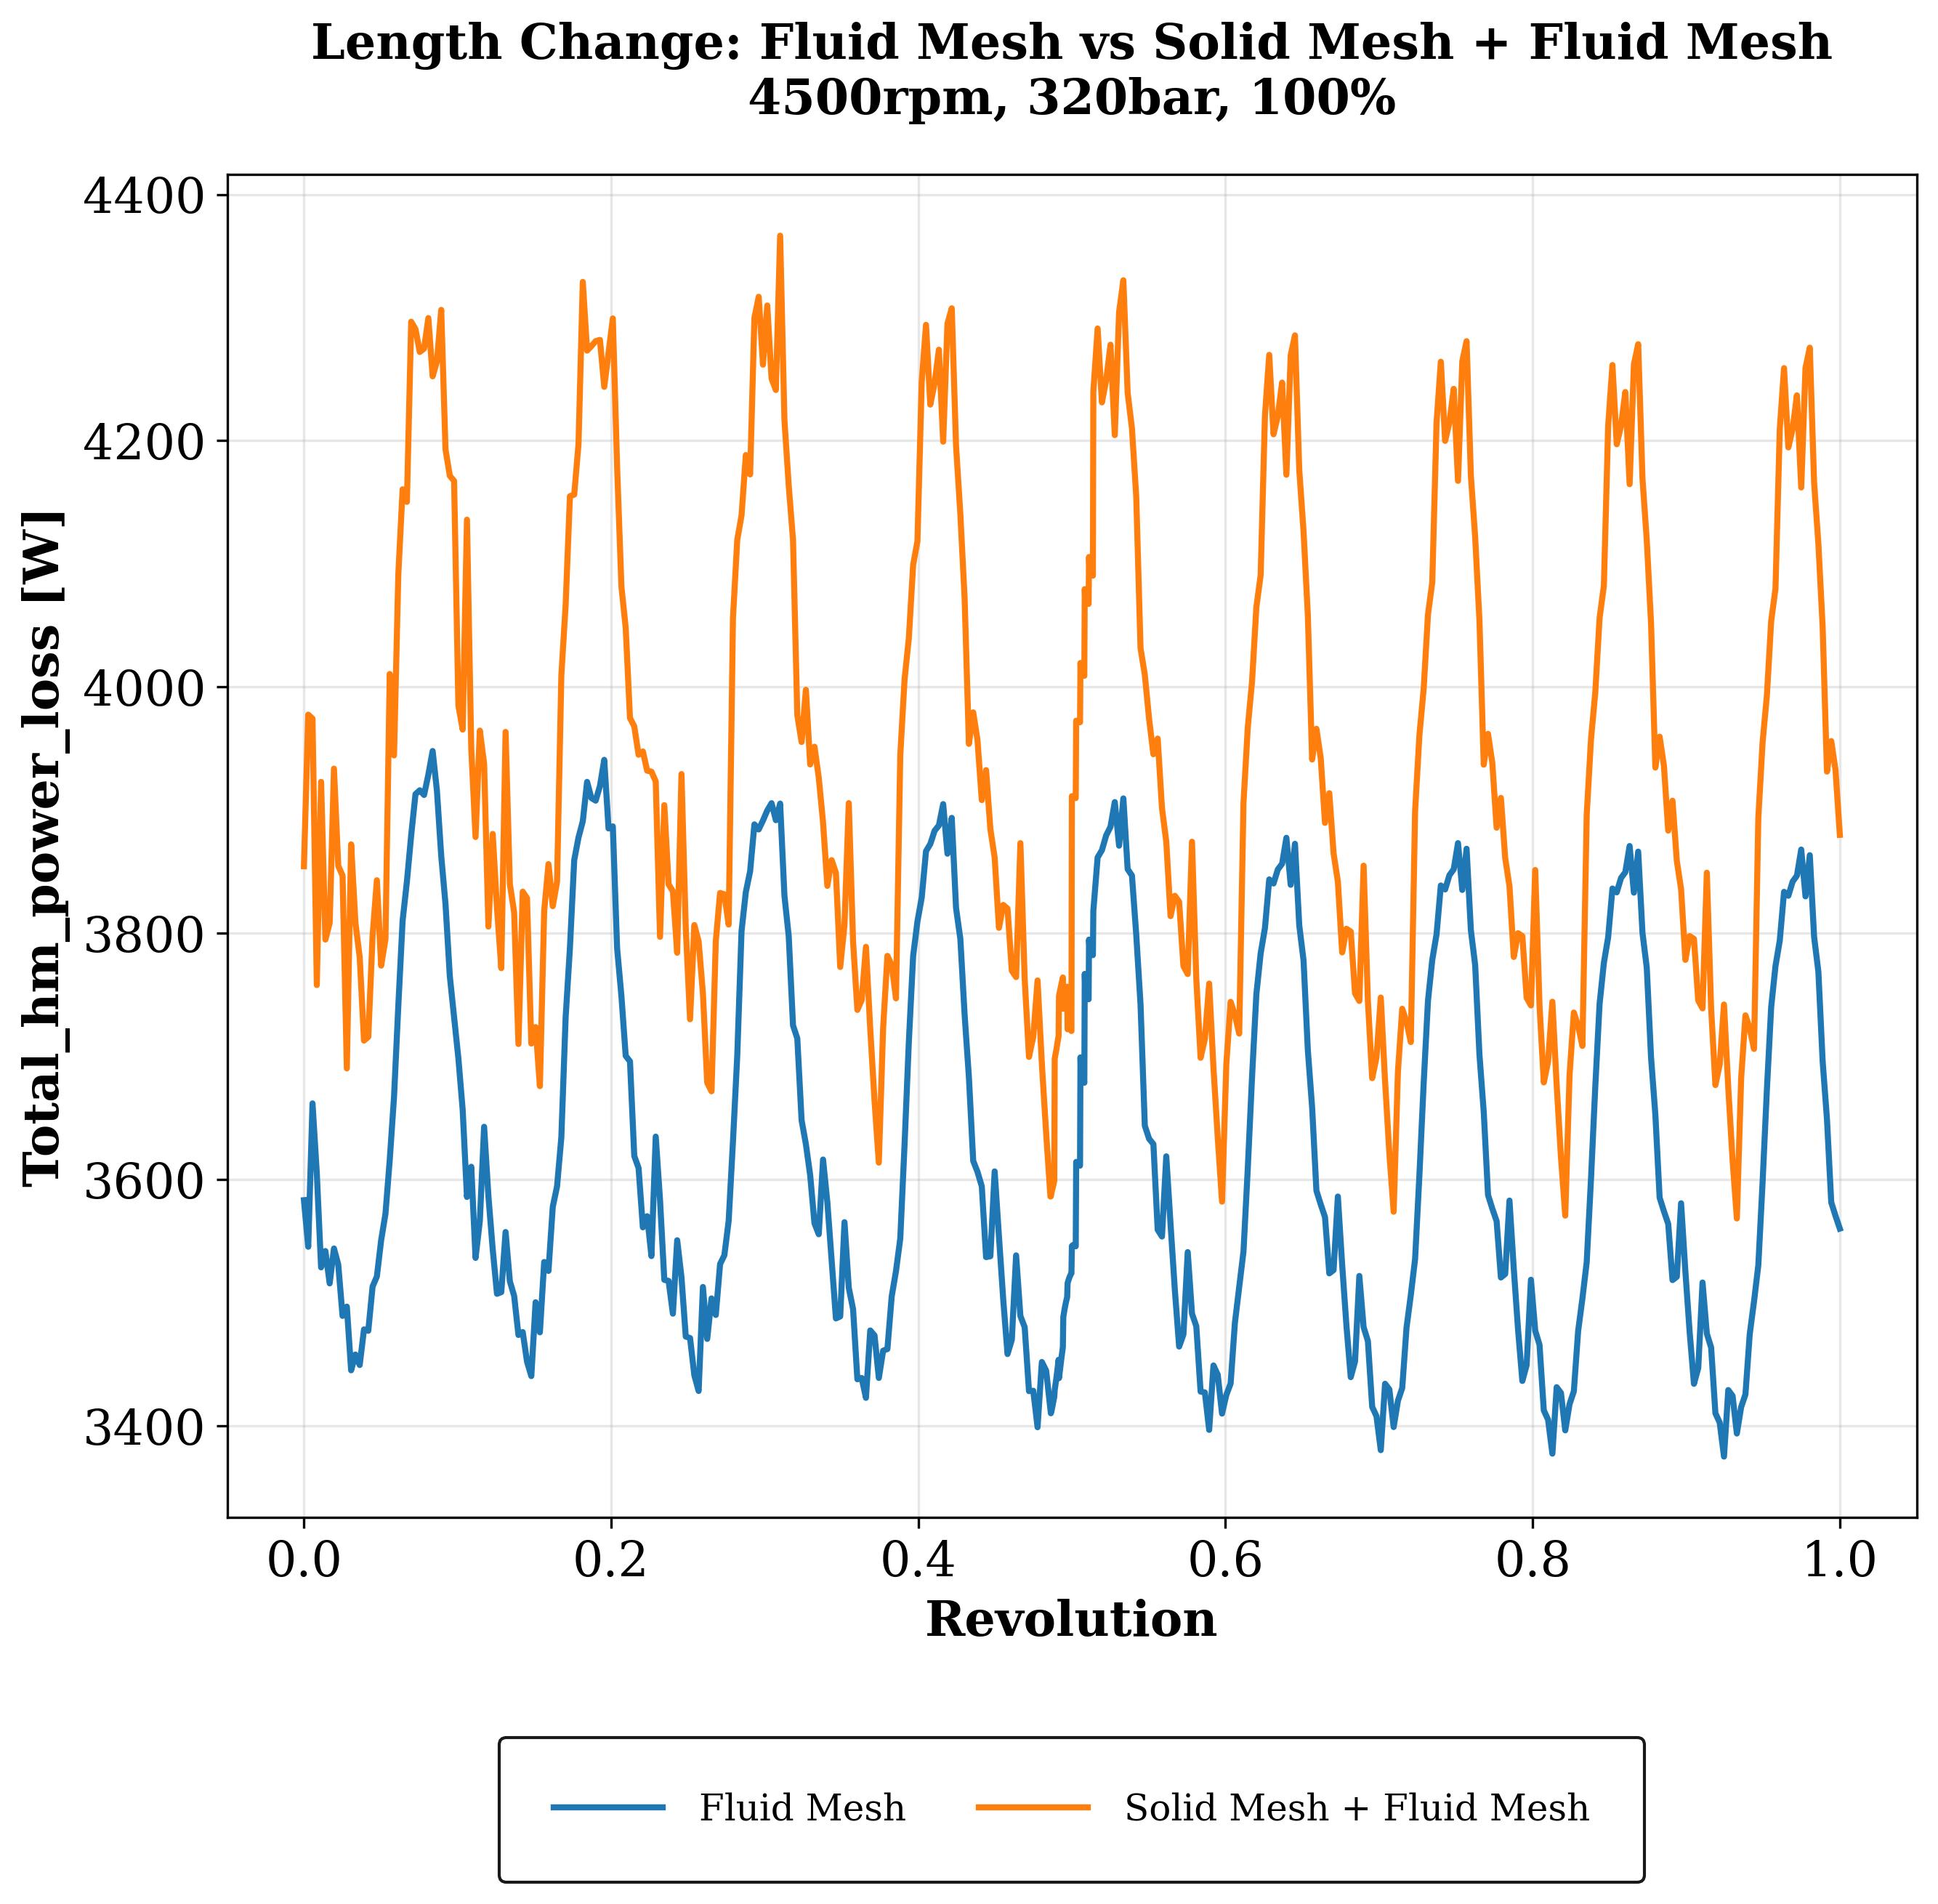 Length Change: Fluid Mesh vs Solid Mesh + Fluid Mesh
4500rpm, 320bar, 100%
Total_hm_power_loss [W]
4400
4200
4000
3800
3600
3400
0.0 0.2 0.4 0.6 0.8 1.0
Revolution
Fluid Mesh Solid Mesh + Fluid Mesh